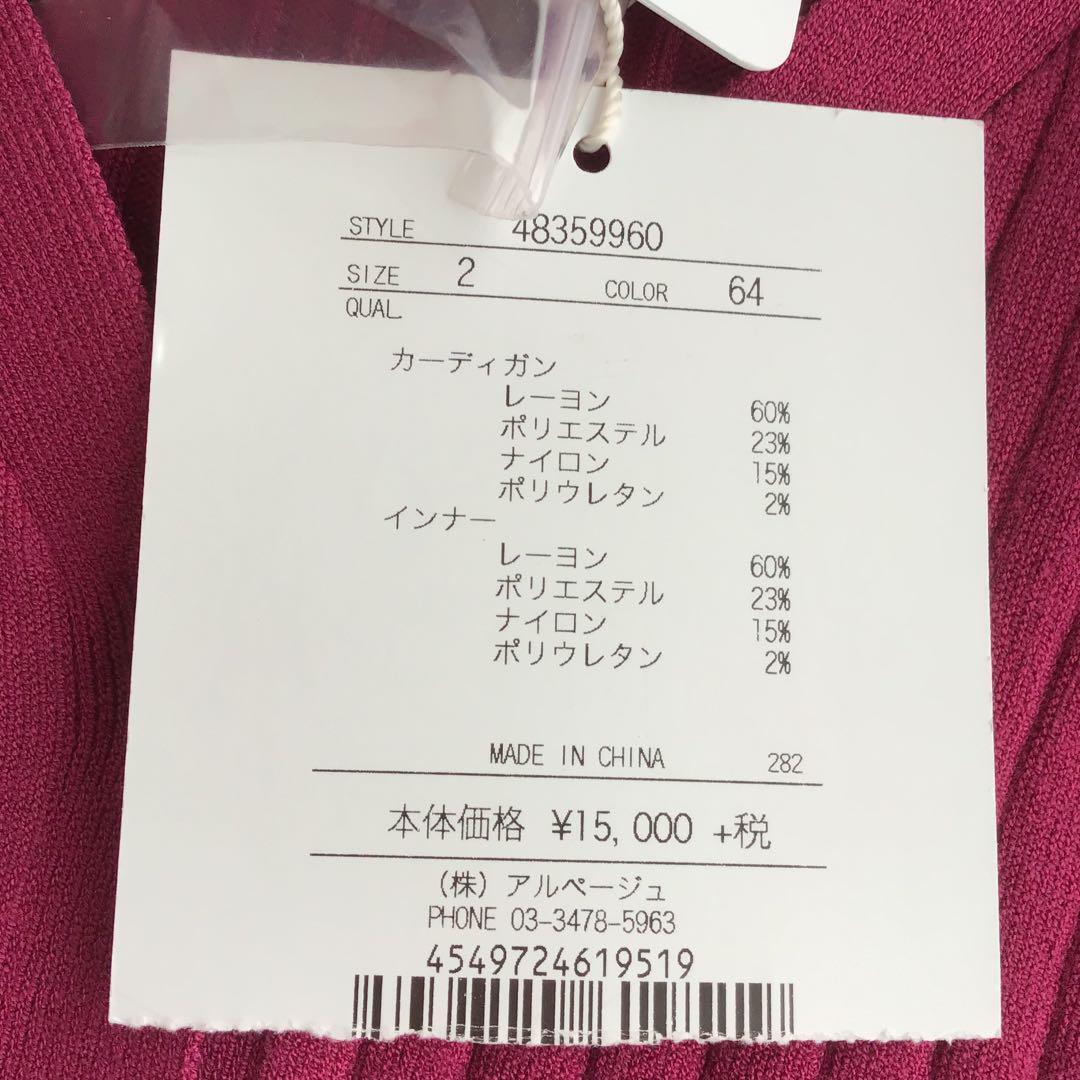 STYLE 48359960
SIZE 2 COLOR 64
QUAL
カーディガン
レーヨン 60%
ポリエステル 23%
ナイロン 15%
ポリウレタン 2%
インナー
レーヨン 60%
ポリエステル 23%
ナイロン 15%
ポリウレタン 2%
MADE IN CHINA 282
本体価格 ¥15,000 +税
(株) アルページュ
PHONE 03-3478-5963
4549724619519